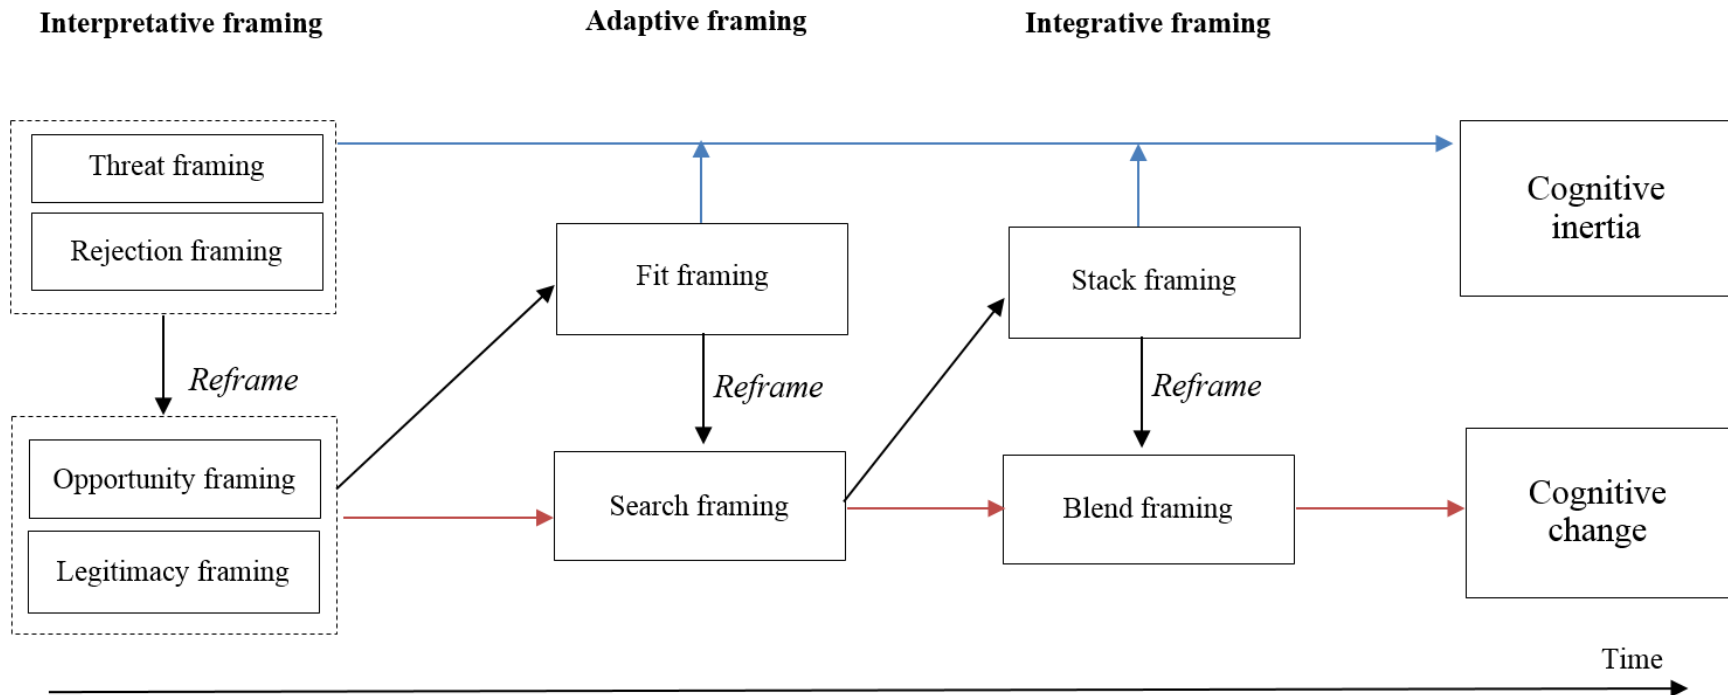 Interpretative framing
Adaptive framing
Integrative framing
Threat framing
Rejection framing
Fit framing
Stack framing
Cognitive
inertia
Reframe
Reframe
Reframe
Opportunity framing
Legitimacy framing
Search framing
Blend framing
Cognitive
change
Time